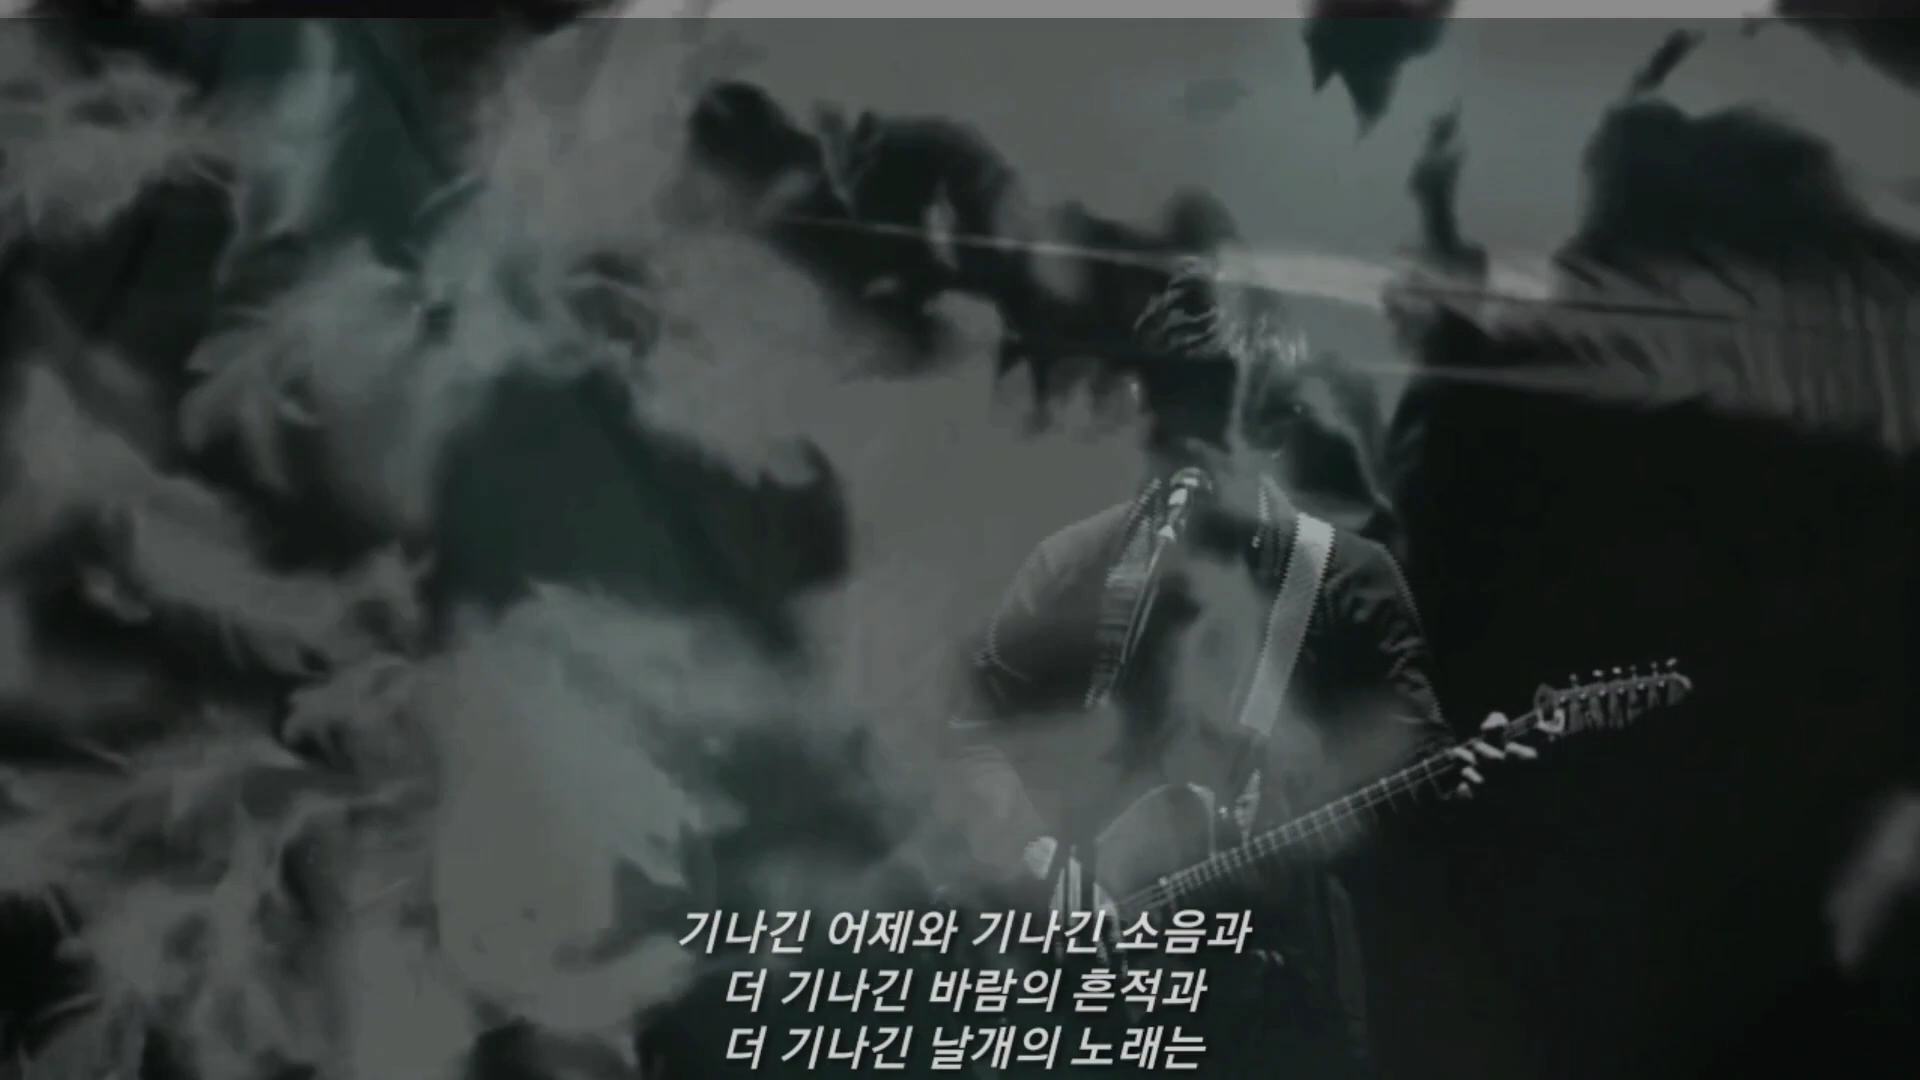 기나긴 어제와 기나긴 소음과
더 기나긴 바람의 흔적과
더 기나긴 날개의 노래는